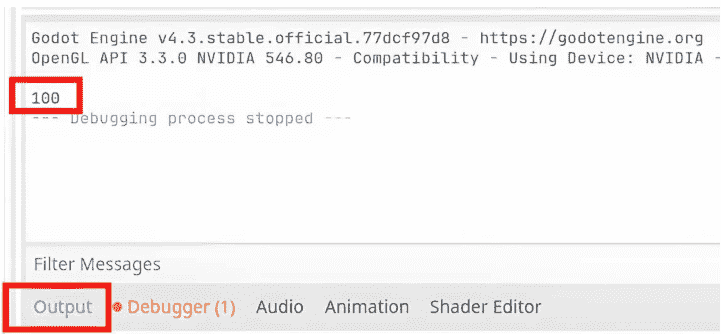 Godot Engine v4.3.stable.official.77dcf97d8 - https://godotengine.org
OpenGL API 3.3.0 NVIDIA 546.80 - Compatibility - Using Device: NVIDIA -
100
--- Debugging process stopped ---
Filter Messages
Output Debugger (1) Audio Animation Shader Editor